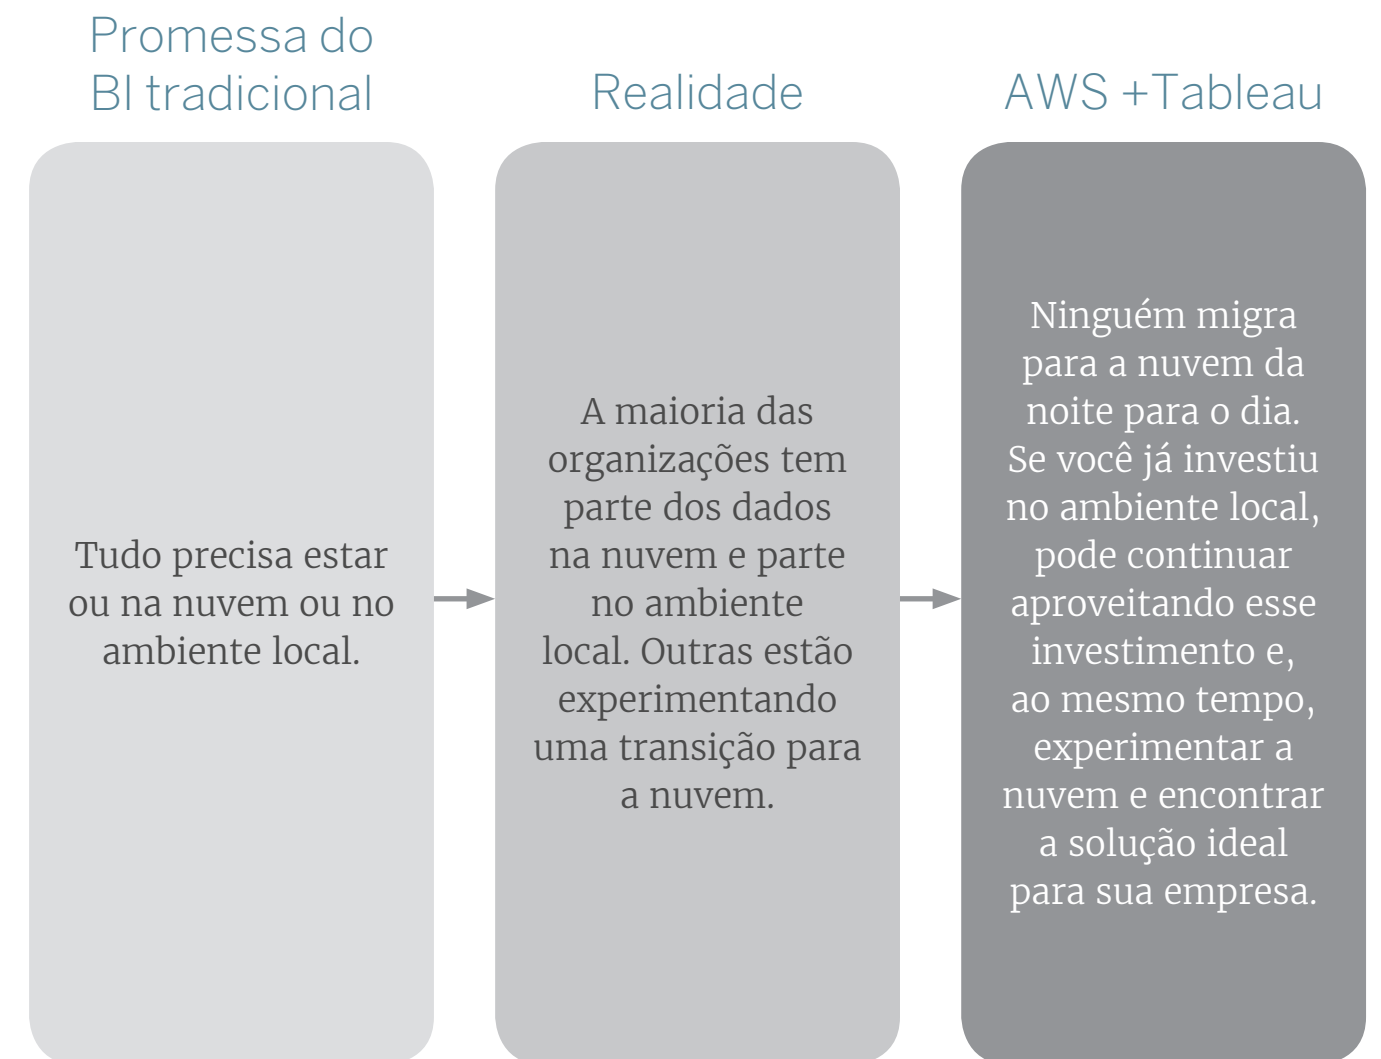 Promessa do
BI tradicional
Realidade
AWS +Tableau
Tudo precisa estar
ou na nuvem ou no
ambiente local.
A maioria das
organizações tem
parte dos dados
na nuvem e parte
no ambiente
local. Outras estão
experimentando
uma transição para
a nuvem.
Ninguém migra
para a nuvem da
noite para o dia.
Se você já investiu
no ambiente local,
pode continuar
aproveitando esse
investimento e,
ao mesmo tempo,
experimentar a
nuvem e encontrar
a solução ideal
para sua empresa.